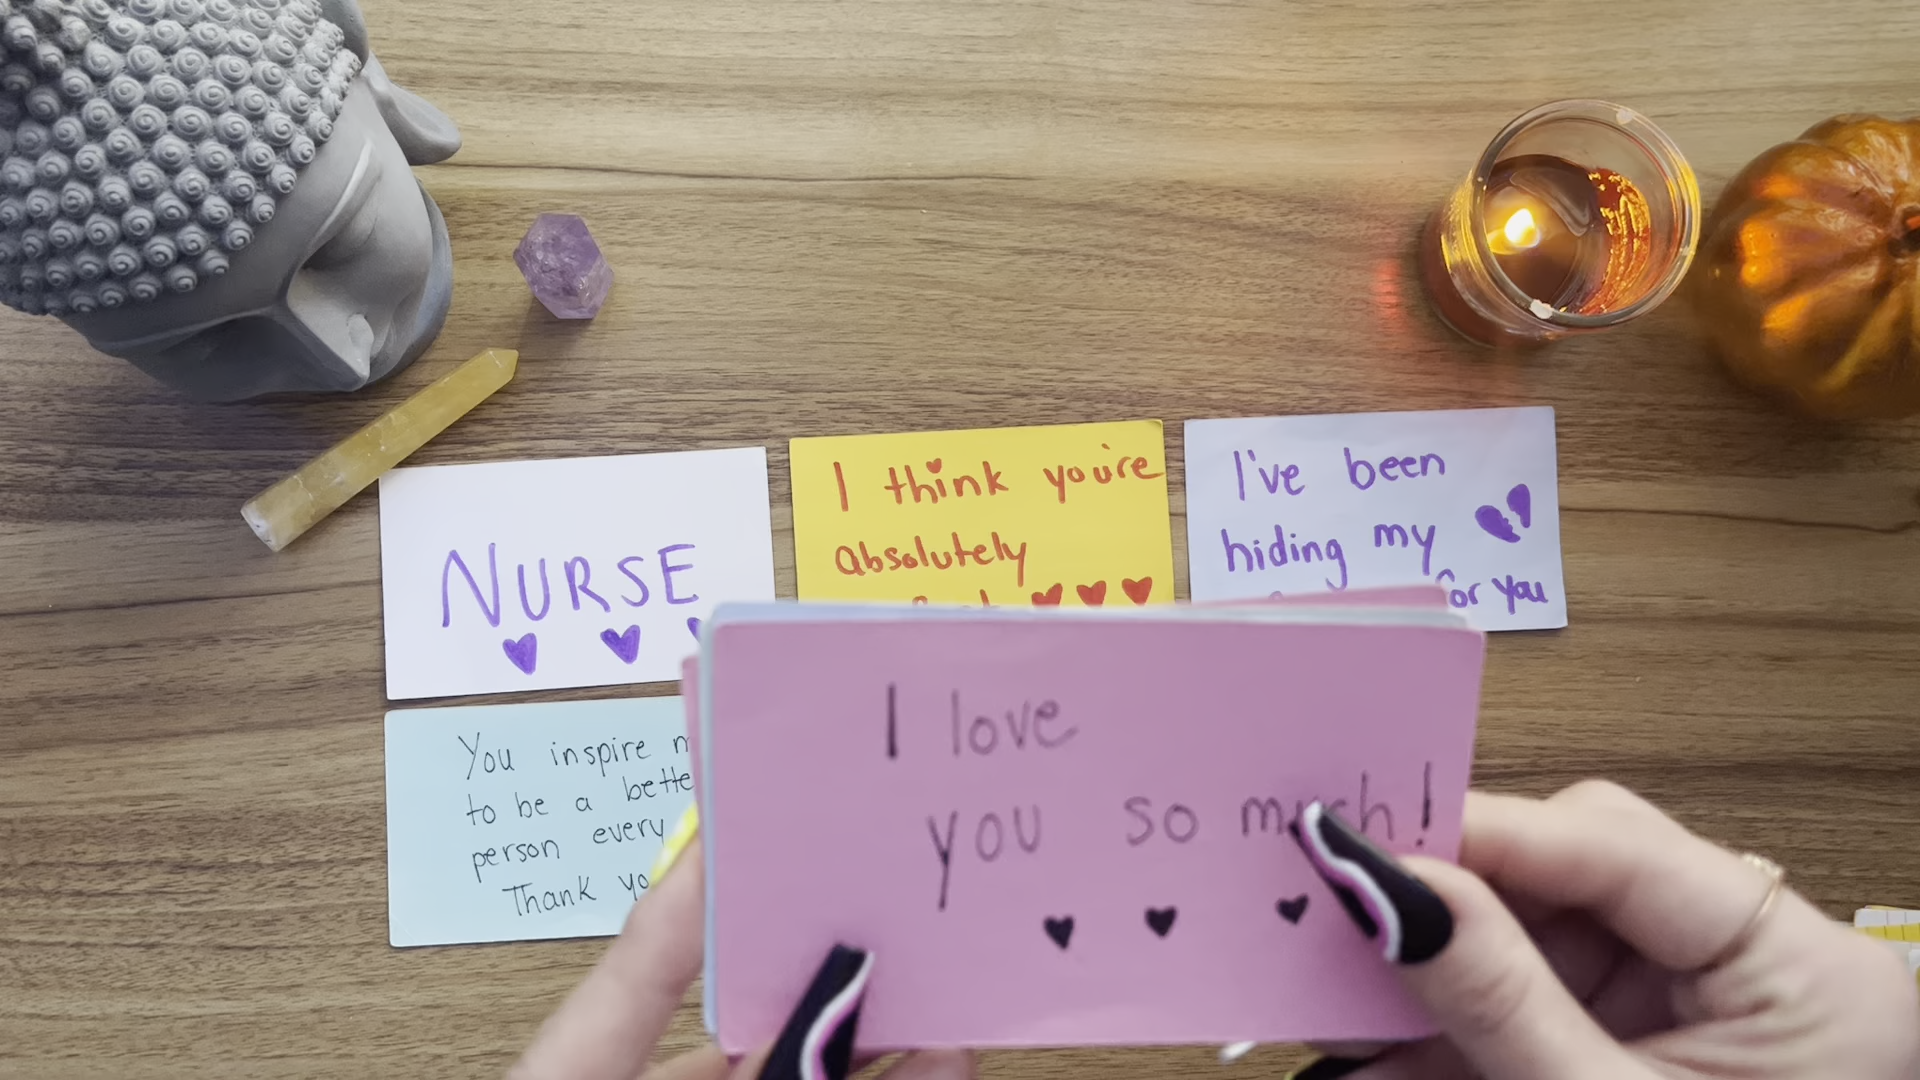 NURSE
I think you're
absolutely
I've been
hiding my
for you
You inspire
to be a
person every
Thank
I love
you so much!